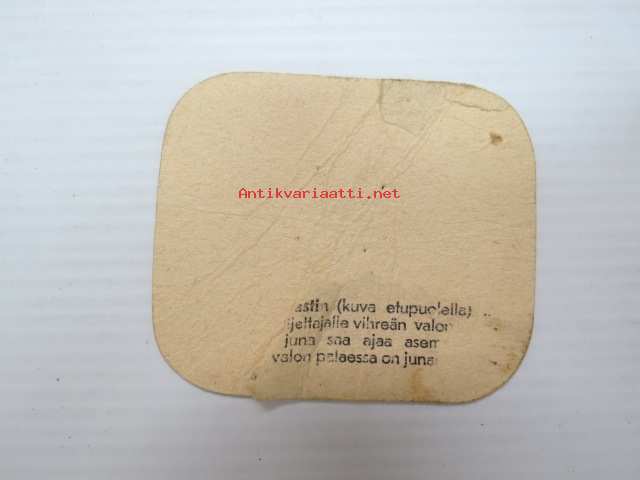 Antikvariaatti.net
astin (kuva etupuolella) ..
ljettajalle vihreän valon
juna saa ajaa asem
valon palaessa on juna